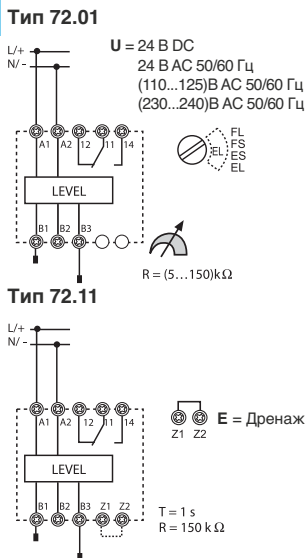 Тип 72.01
L/+
N/-
U = 24 В DC
24 В AC 50/60 Гц
(110...125)В AC 50/60 Гц
(230...240)В AC 50/60 Гц
A1 A2 12 11 14
EL
FL
FS
ES
EL
LEVEL
B1 B2 B3
R = (5...150)kΩ
Тип 72.11
L/+
N/-
A1 A2 12 11 14
Z1 Z2
E = Дренаж
LEVEL
B1 B2 B3 Z1 Z2
T = 1 s
R = 150 k Ω